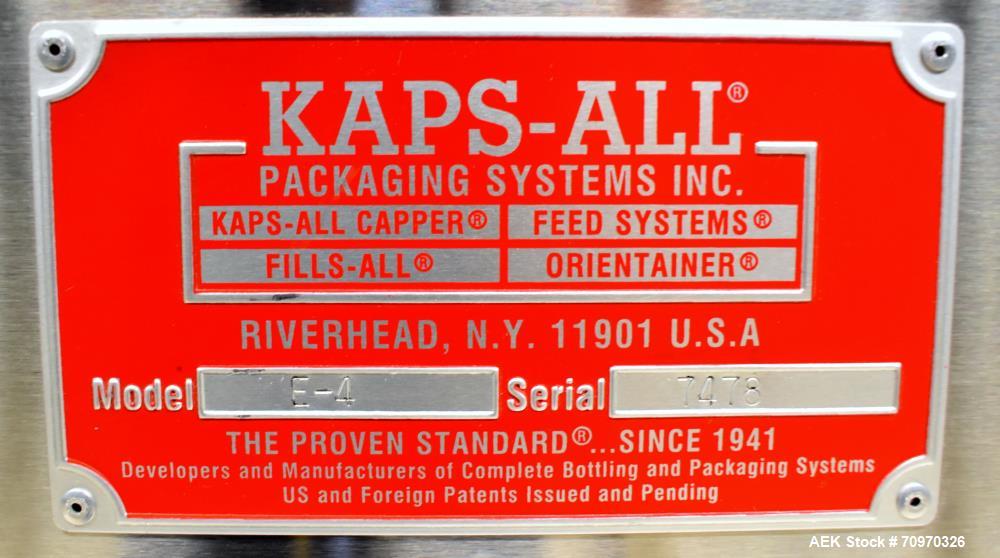 KAPS-ALL®
PACKAGING SYSTEMS INC.
KAPS-ALL CAPPER® FEED SYSTEMS®
FILLS-ALL® ORIENTAINER®
RIVERHEAD, N.Y. 11901 U.S.A
Model E-4 Serial 7478
THE PROVEN STANDARD®...SINCE 1941
Developers and Manufacturers of Complete Bottling and Packaging Systems
US and Foreign Patents Issued and Pending
AEK Stock #70970326